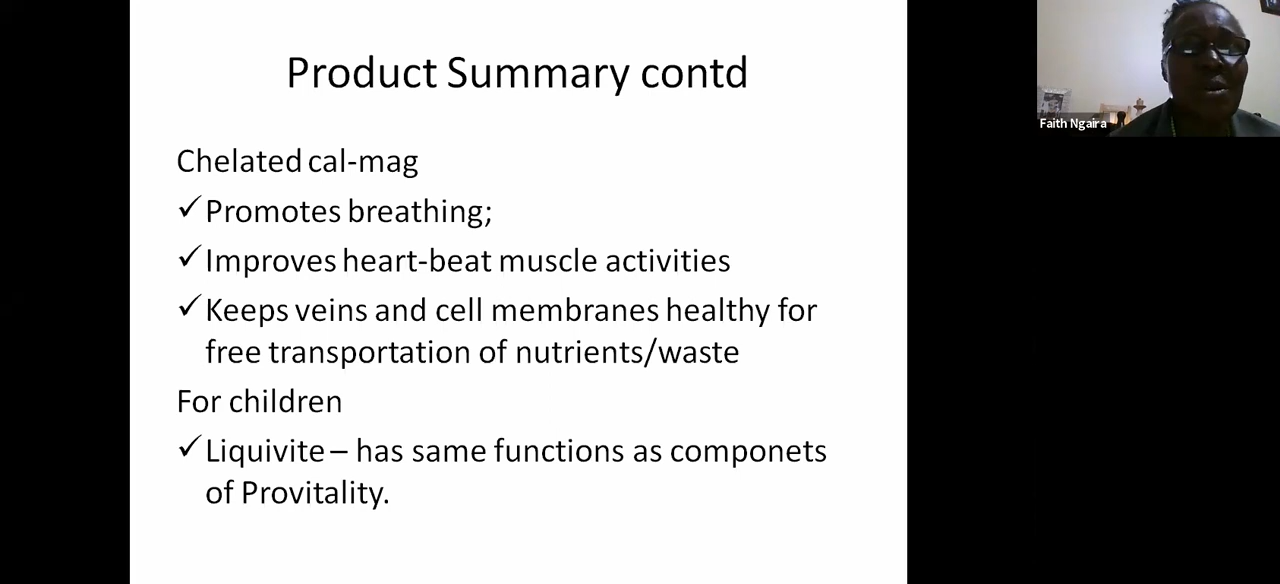 Product Summary contd
Chelated cal-mag
✓Promotes breathing;
✓Improves heart-beat muscle activities
✓Keeps veins and cell membranes healthy for
free transportation of nutrients/waste
For children
✓Liquivite – has same functions as componets
of Provitality.
Faith Ngaira